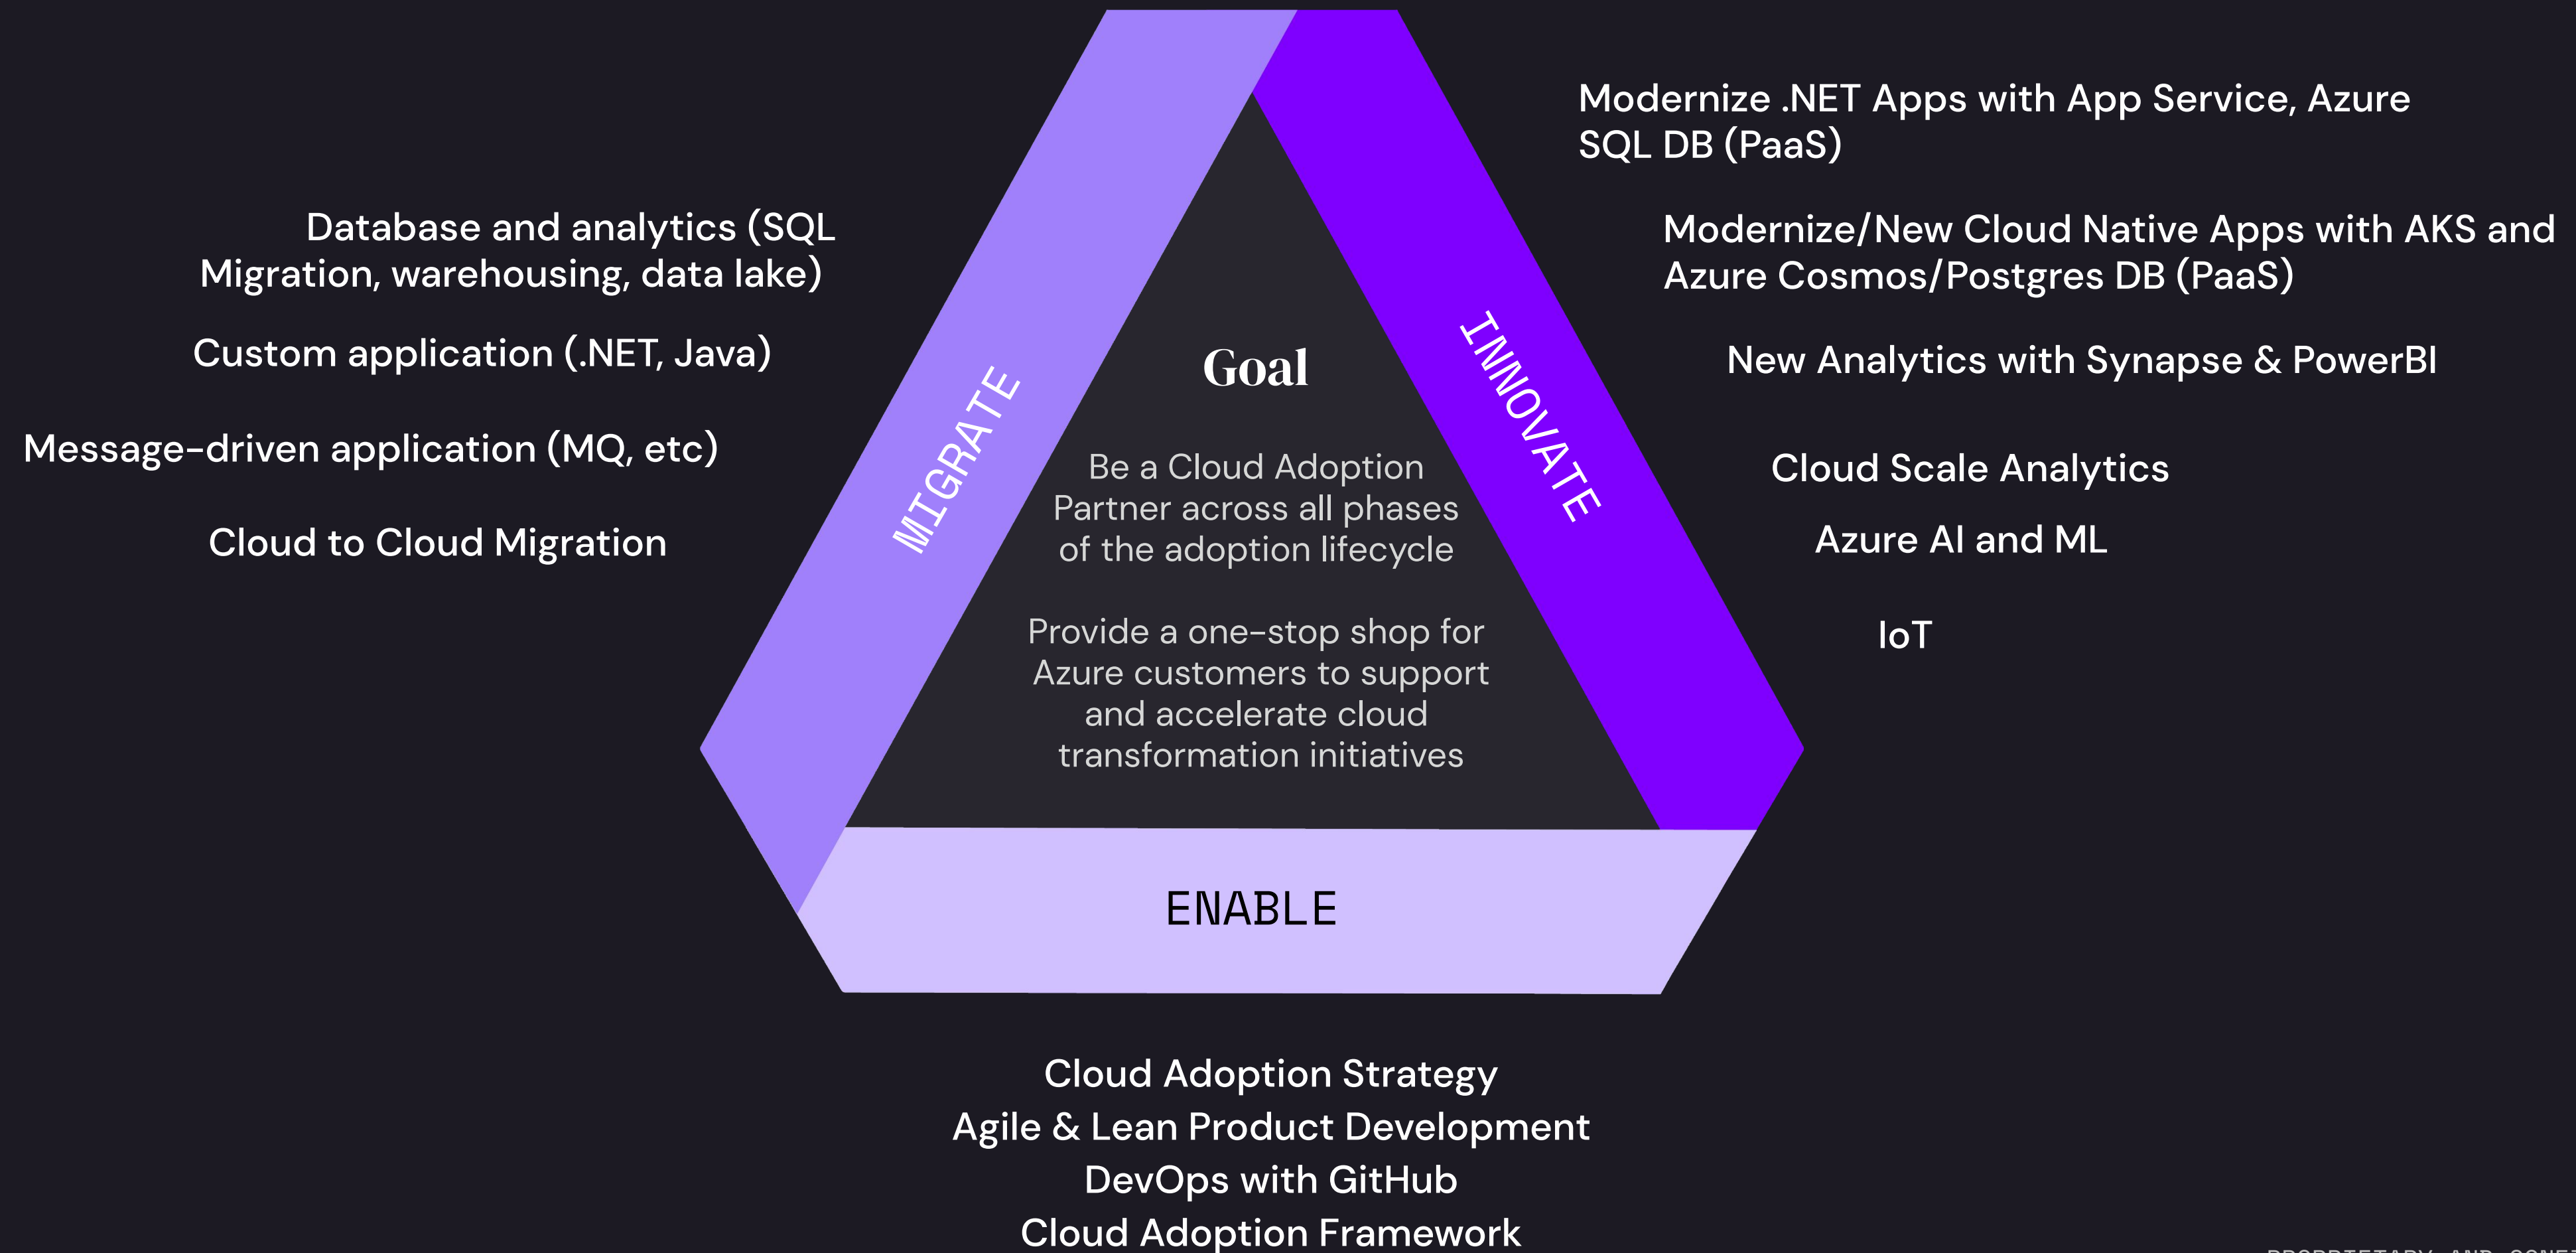 Database and analytics (SQL
Migration, warehousing, data lake)
Custom application (.NET, Java)
Message-driven application (MQ, etc)
Cloud to Cloud Migration
MIGRATE
Goal
Be a Cloud Adoption
Partner across all phases
of the adoption lifecycle
Provide a one-stop shop for
Azure customers to support
and accelerate cloud
transformation initiatives
INNOVATE
Modernize .NET Apps with App Service, Azure
SQL DB (PaaS)
Modernize/New Cloud Native Apps with AKS and
Azure Cosmos/Postgres DB (PaaS)
New Analytics with Synapse & PowerBI
Cloud Scale Analytics
Azure AI and ML
IoT
ENABLE
Cloud Adoption Strategy
Agile & Lean Product Development
DevOps with GitHub
Cloud Adoption Framework